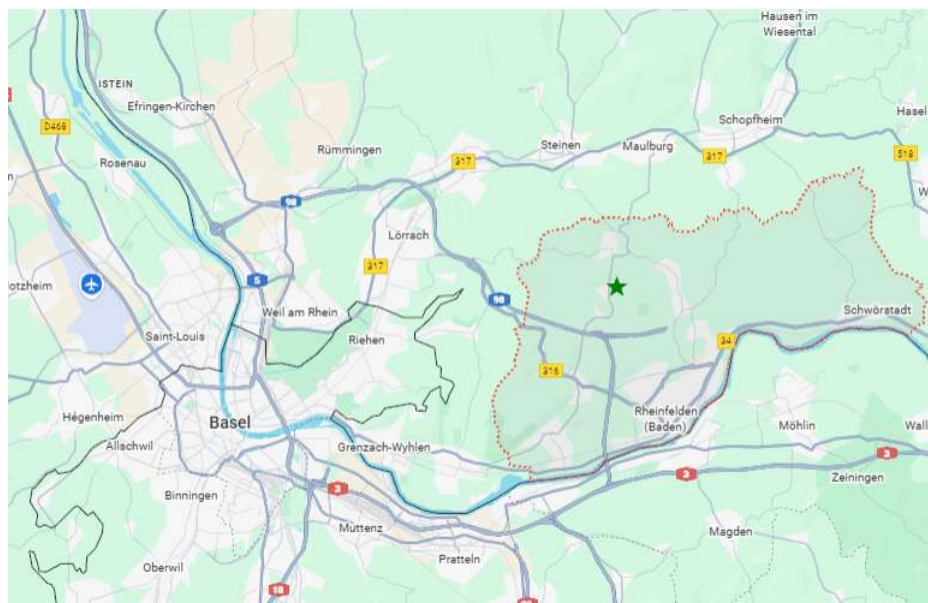 Hausen im
Wiesental
ISTEIN
Efringen-Kirchen
D468
Rümmingen
Steinen
Maulburg
Schopfheim
Hasel
317
317
518
Rosenau
98
Lörrach
317
5
98
otzheim
Weil am Rhein
Saint-Louis
Riehen
34
Schwörstadt
316
Hégenheim
Basel
Rheinfelden
(Baden)
Möhlin
Wall
Allschwil
Grenzach-Wyhlen
3
3
Zeiningen
Binningen
3
Muttenz
Magden
Pratteln
Oberwil
18